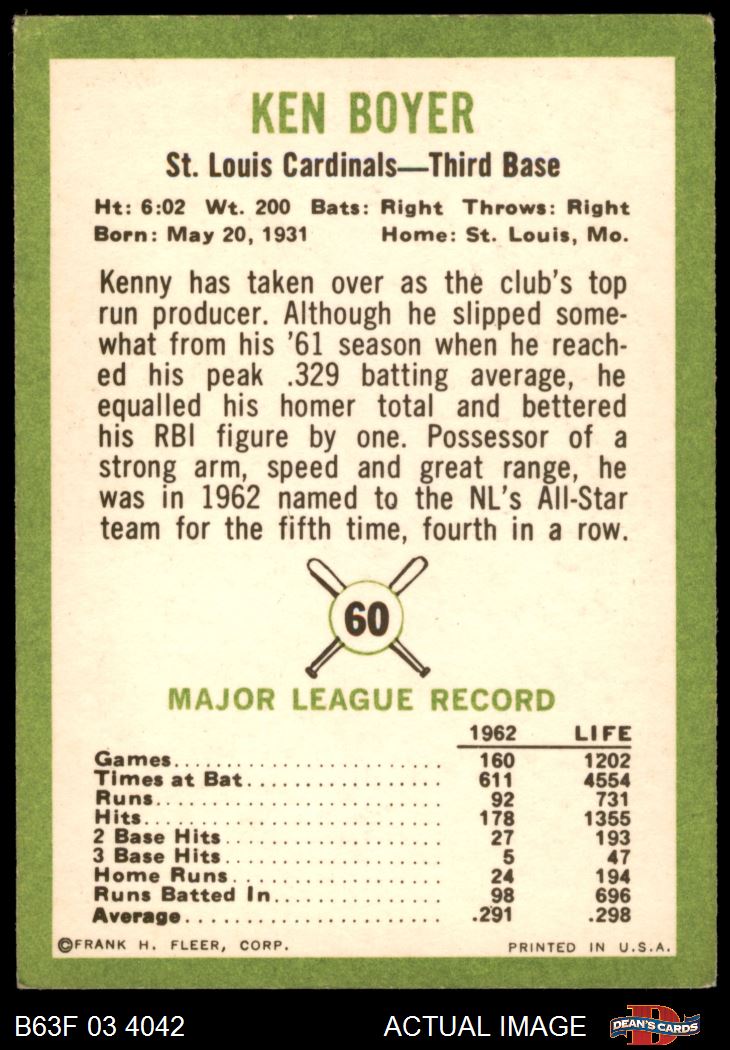 KEN BOYER
St. Louis Cardinals—Third Base
Ht: 6:02 Wt. 200 Bats: Right Throws: Right
Born: May 20, 1931 Home: St. Louis, Mo.
Kenny has taken over as the club's top
run producer. Although he slipped some-
what from his '61 season when he reach-
ed his peak .329 batting average, he
equalled his homer total and bettered
his RBI figure by one. Possessor of a
strong arm, speed and great range, he
was in 1962 named to the NL's All-Star
team for the fifth time, fourth in a row.
60
MAJOR LEAGUE RECORD
1962 LIFE
Games 160 1202
Times at Bat 611 4554
Runs 92 731
Hits 178 1355
2 Base Hits 27 193
3 Base Hits 5 47
Home Runs 24 194
Runs Batted In 98 696
Average .291 .298
©FRANK H. FLEER, CORP. PRINTED IN U.S.A.
B63F 03 4042 ACTUAL IMAGE D DEAN'S CARDS